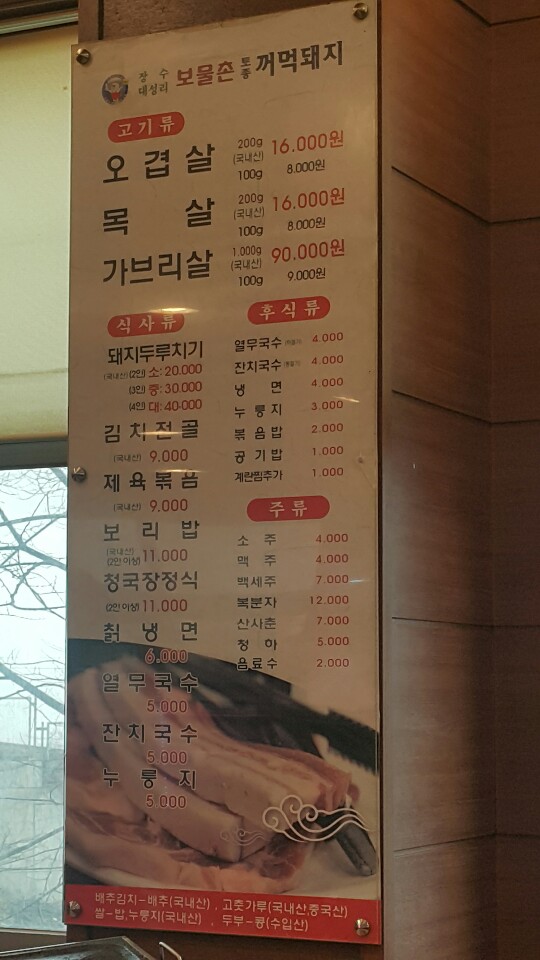 장수
대성리 보물촌 토종 꺼먹돼지
고기류
오겹살 200g (국내산) 16.000원
100g 8.000원
목살 200g (국내산) 16.000원
100g 8.000원
가브리살 1.000g (국내산) 90.000원
100g 9.000원
식사류
돼지두루치기
(국내산) (2인) 소: 20.000
(3인) 중: 30.000
(4인) 대: 40-000
김치전골
(국내산) 9.000
제육볶음
(국내산) 9.000
보리밥
(국내산) (2인 이상) 11.000
청국장정식
(2인 이상) 11.000
칡냉면
6.000
열무국수
5.000
잔치국수
5.000
누룽지
5.000
후식류
열무국수 4.000
잔치국수 4.000
냉면 4.000
누룽지 3.000
볶음밥 2.000
공기밥 1.000
계란찜추가 1.000
주류
소주 4.000
맥주 4.000
백세주 7.000
복분자 12.000
산사춘 7.000
청하 5.000
음료수 2.000
배추김치-배추(국내산) , 고춧가루(국내산,중국산)
쌀-밥,누룽지(국내산) , 두부-콩(수입산)